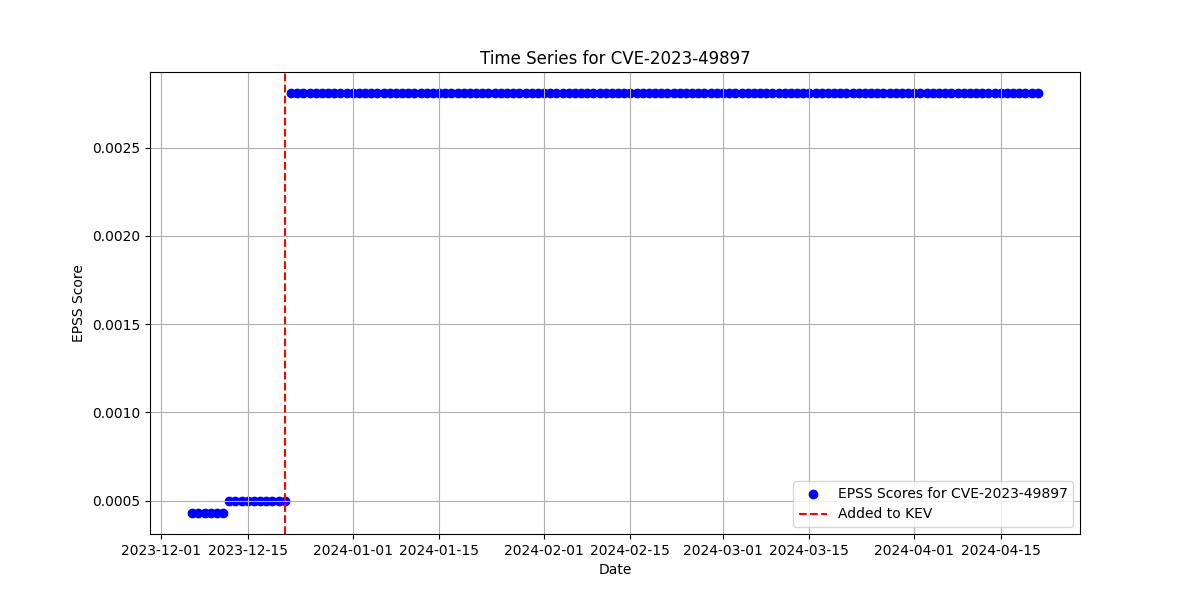 Time Series for CVE-2023-49897
EPSS Score
0.0025
0.0020
0.0015
0.0010
0.0005
EPSS Scores for CVE-2023-49897
Added to KEV
2023-12-01 2023-12-15 2024-01-01 2024-01-15 2024-02-01 2024-02-15 2024-03-01 2024-03-15 2024-04-01 2024-04-15
Date